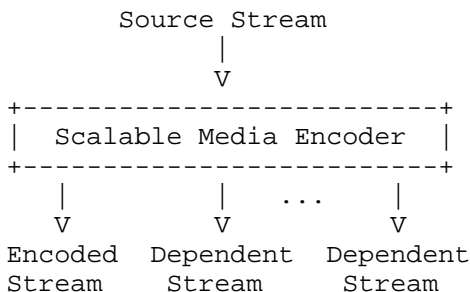 Source Stream
|
V
+---------------------------+
| Scalable Media Encoder |
+---------------------------+
| | ... |
V V V
Encoded Dependent Dependent
Stream Stream Stream